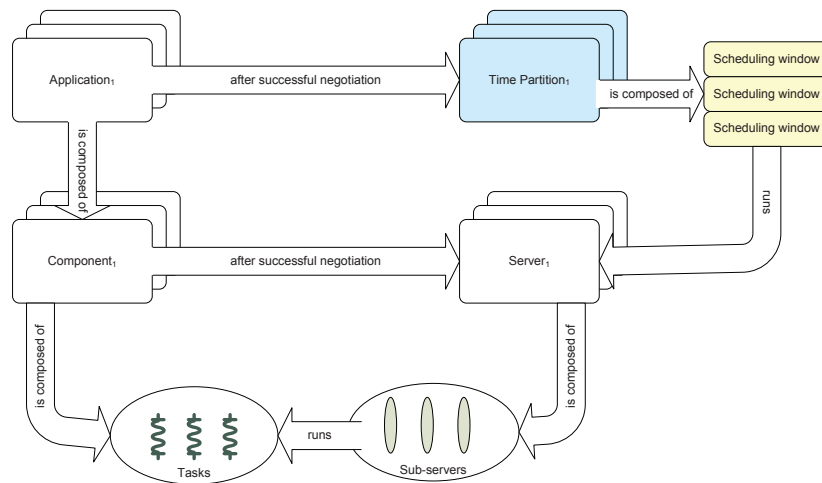 Application₁
after successful negotiation
Time Partition₁
is composed of
Scheduling window
Scheduling window
Scheduling window
is composed of
runs
Component₁
after successful negotiation
Server₁
is composed of
is composed of
runs
Tasks
Sub-servers